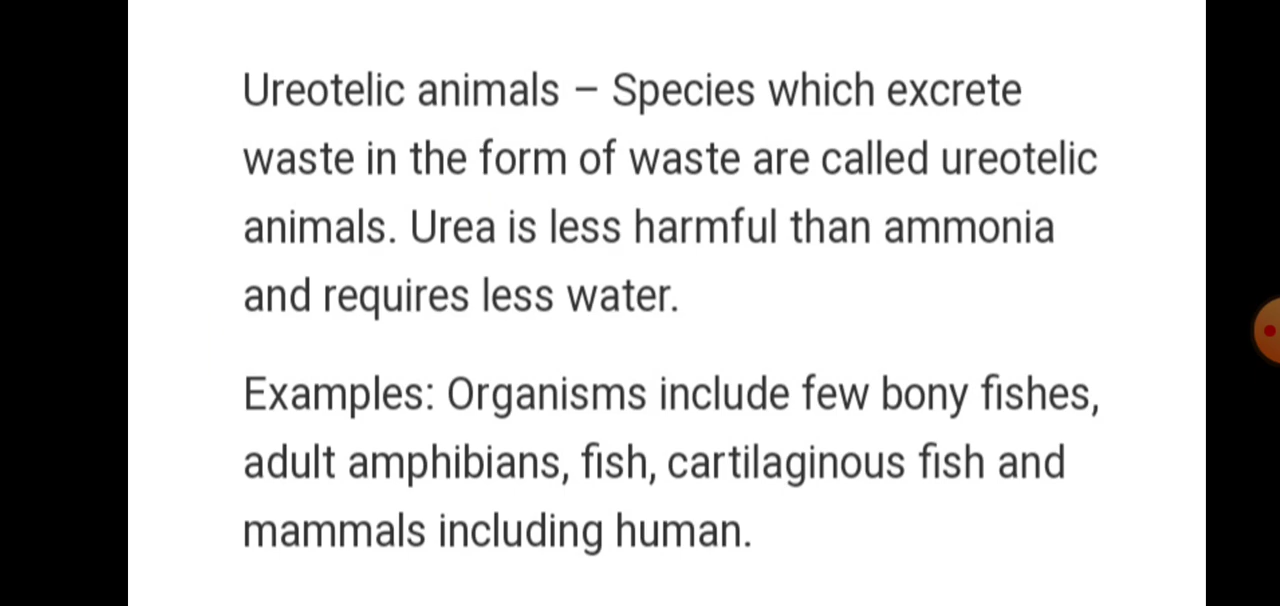 Ureotelic animals – Species which excrete
waste in the form of waste are called ureotelic
animals. Urea is less harmful than ammonia
and requires less water.
Examples: Organisms include few bony fishes,
adult amphibians, fish, cartilaginous fish and
mammals including human.